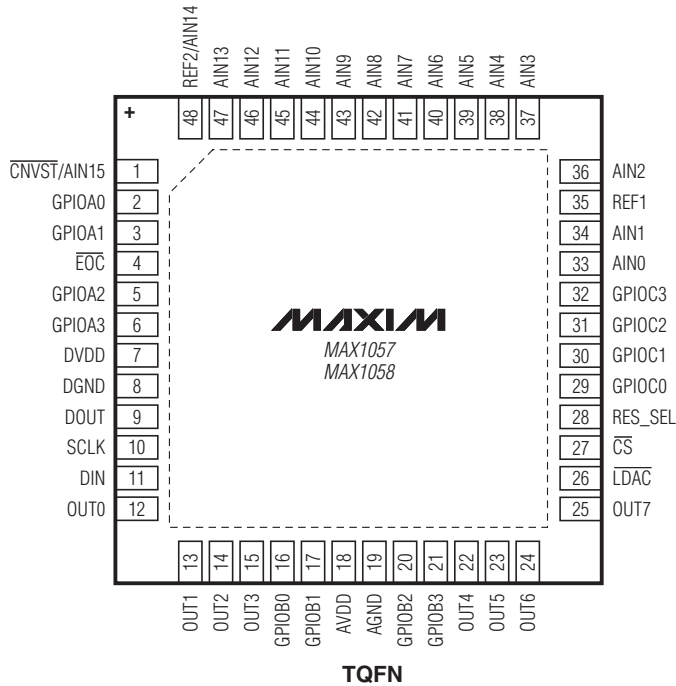 REF2/AIN14
AIN13
AIN12
AIN11
AIN10
AIN9
AIN8
AIN7
AIN6
AIN5
AIN4
AIN3
+
48
47
46
45
44
43
42
41
40
39
38
37
CNVST/AIN15 1
GPIOA0 2
GPIOA1 3
EOC 4
GPIOA2 5
GPIOA3 6
DVDD 7
DGND 8
DOUT 9
SCLK 10
DIN 11
OUT0 12
MAXIM
MAX1057
MAX1058
36 AIN2
35 REF1
34 AIN1
33 AIN0
32 GPIOC3
31 GPIOC2
30 GPIOC1
29 GPIOC0
28 RES_SEL
27 CS
26 LDAC
25 OUT7
13
14
15
16
17
18
19
20
21
22
23
24
OUT1
OUT2
OUT3
GPIOB0
GPIOB1
AVDD
AGND
GPIOB2
GPIOB3
OUT4
OUT5
OUT6
TQFN